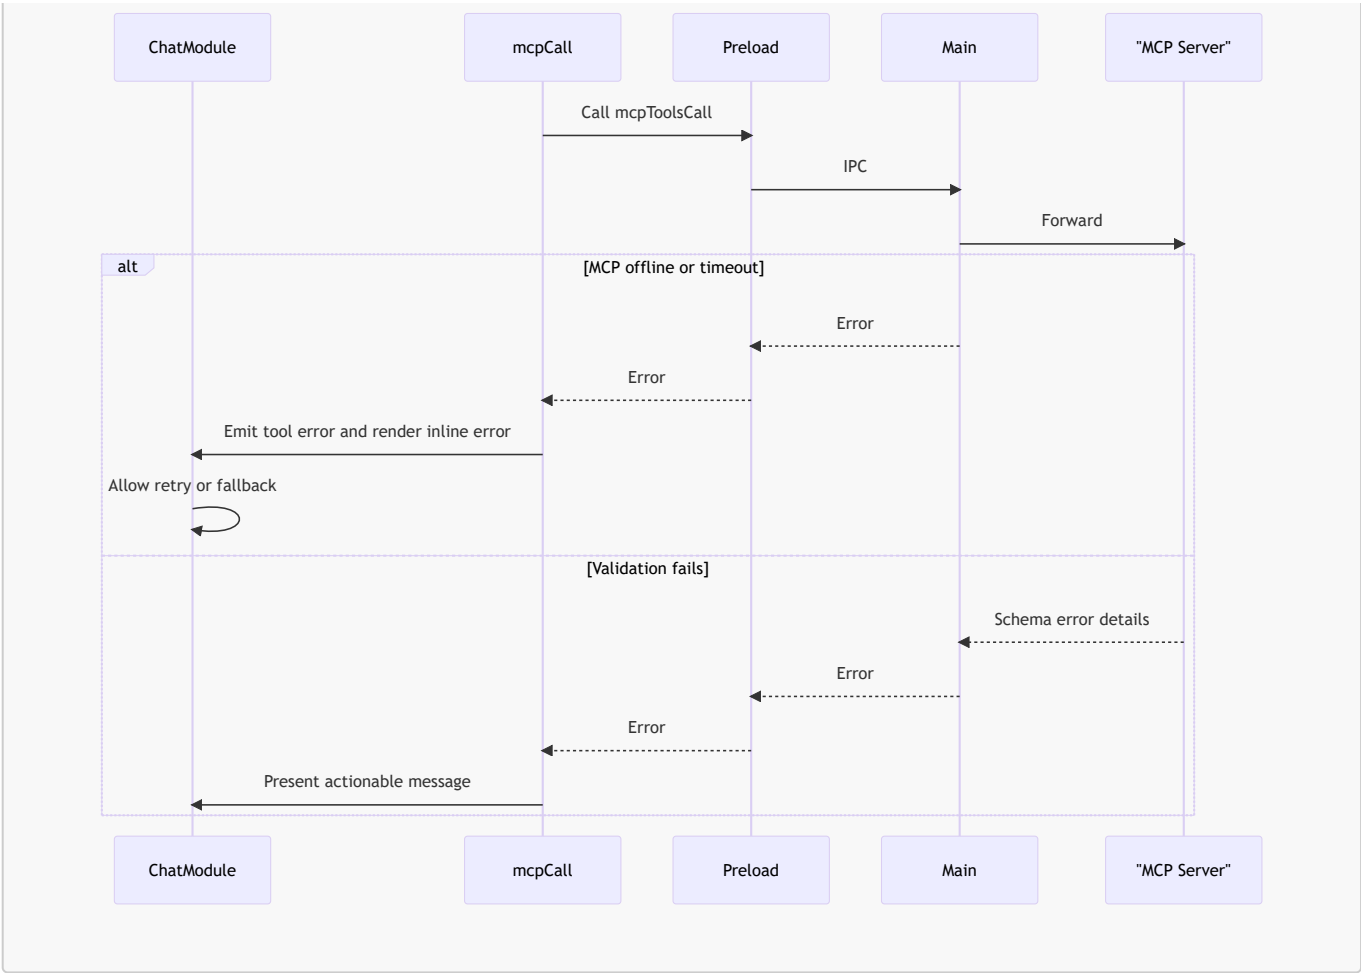 ChatModule
mcpCall
Preload
Main
"MCP Server"
Call mcpToolsCall
IPC
Forward
alt
[MCP offline or timeout]
Error
Error
Emit tool error and render inline error
Allow retry or fallback
[Validation fails]
Schema error details
Error
Error
Present actionable message
ChatModule
mcpCall
Preload
Main
"MCP Server"